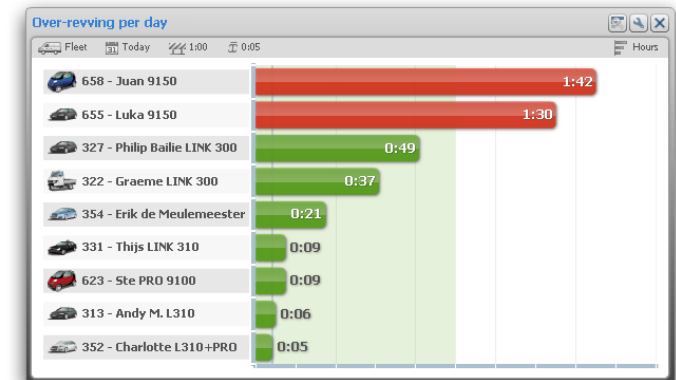 Over-revving per day
Fleet Today 1:00 0:05 Hours
658 - Juan 9150 1:42
655 - Luka 9150 1:30
327 - Philip Bailie LINK 300 0:49
322 - Graeme LINK 300 0:37
354 - Erik de Meulemeester 0:21
331 - Thijs LINK 310 0:09
623 - Ste PRO 9100 0:09
313 - Andy M. L310 0:06
352 - Charlotte L310+PRO 0:05